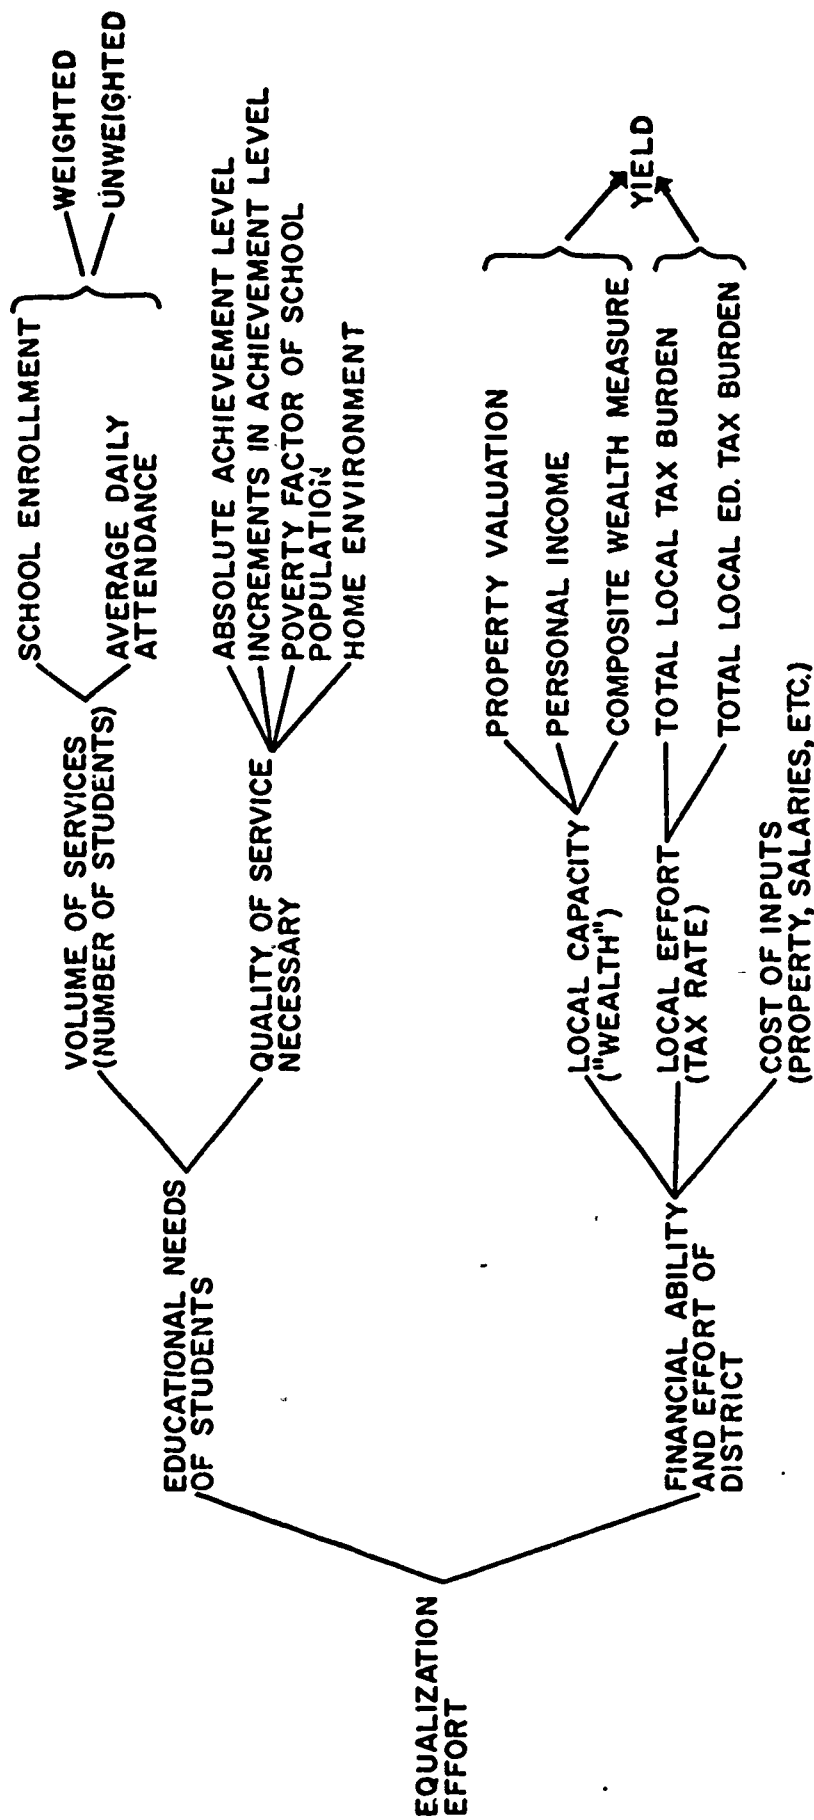 EQUALIZATION
EFFORT
EDUCATIONAL NEEDS
OF STUDENTS
VOLUME OF SERVICES
(NUMBER OF STUDENTS)
SCHOOL ENROLLMENT
AVERAGE DAILY
ATTENDANCE
WEIGHTED
UNWEIGHTED
QUALITY OF SERVICE
NECESSARY
ABSOLUTE ACHIEVEMENT LEVEL
INCREMENTS IN ACHIEVEMENT LEVEL
POVERTY FACTOR OF SCHOOL
POPULATION
HOME ENVIRONMENT
FINANCIAL ABILITY
AND EFFORT OF
DISTRICT
LOCAL CAPACITY
("WEALTH")
PROPERTY VALUATION
PERSONAL INCOME
COMPOSITE WEALTH MEASURE
LOCAL EFFORT
(TAX RATE)
TOTAL LOCAL TAX BURDEN
TOTAL LOCAL ED. TAX BURDEN
YIELD
COST OF INPUTS
(PROPERTY, SALARIES, ETC.)